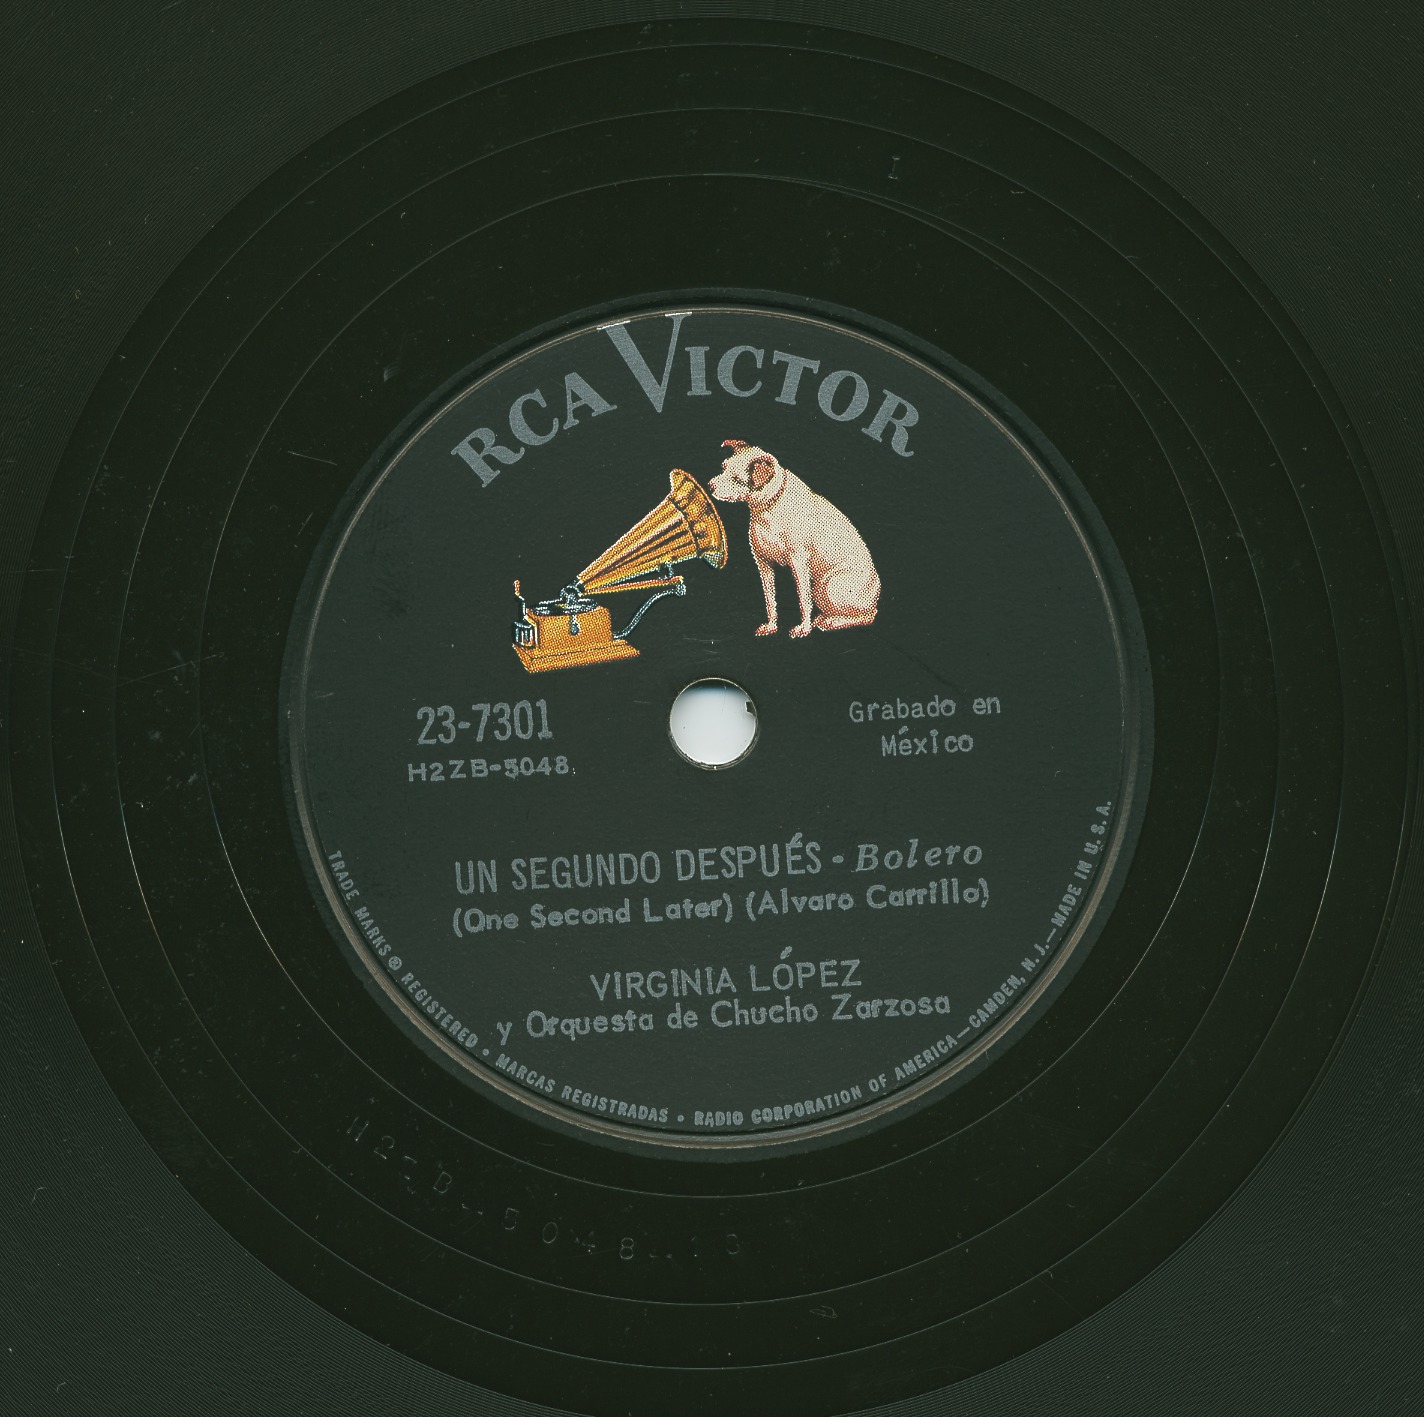 RCA VICTOR
23-7301
H2ZB-5048
Grabado en
México
UN SEGUNDO DESPUÉS - Bolero
(One Second Later) (Alvaro Carrillo)
VIRGINIA LÓPEZ
y Orquesta de Chucho Zarzosa
TRADE MARKS ® REGISTERED • MARCAS REGISTRADAS • RADIO CORPORATION OF AMERICA—CAMDEN, N. J.—MADE IN U. S. A.
I